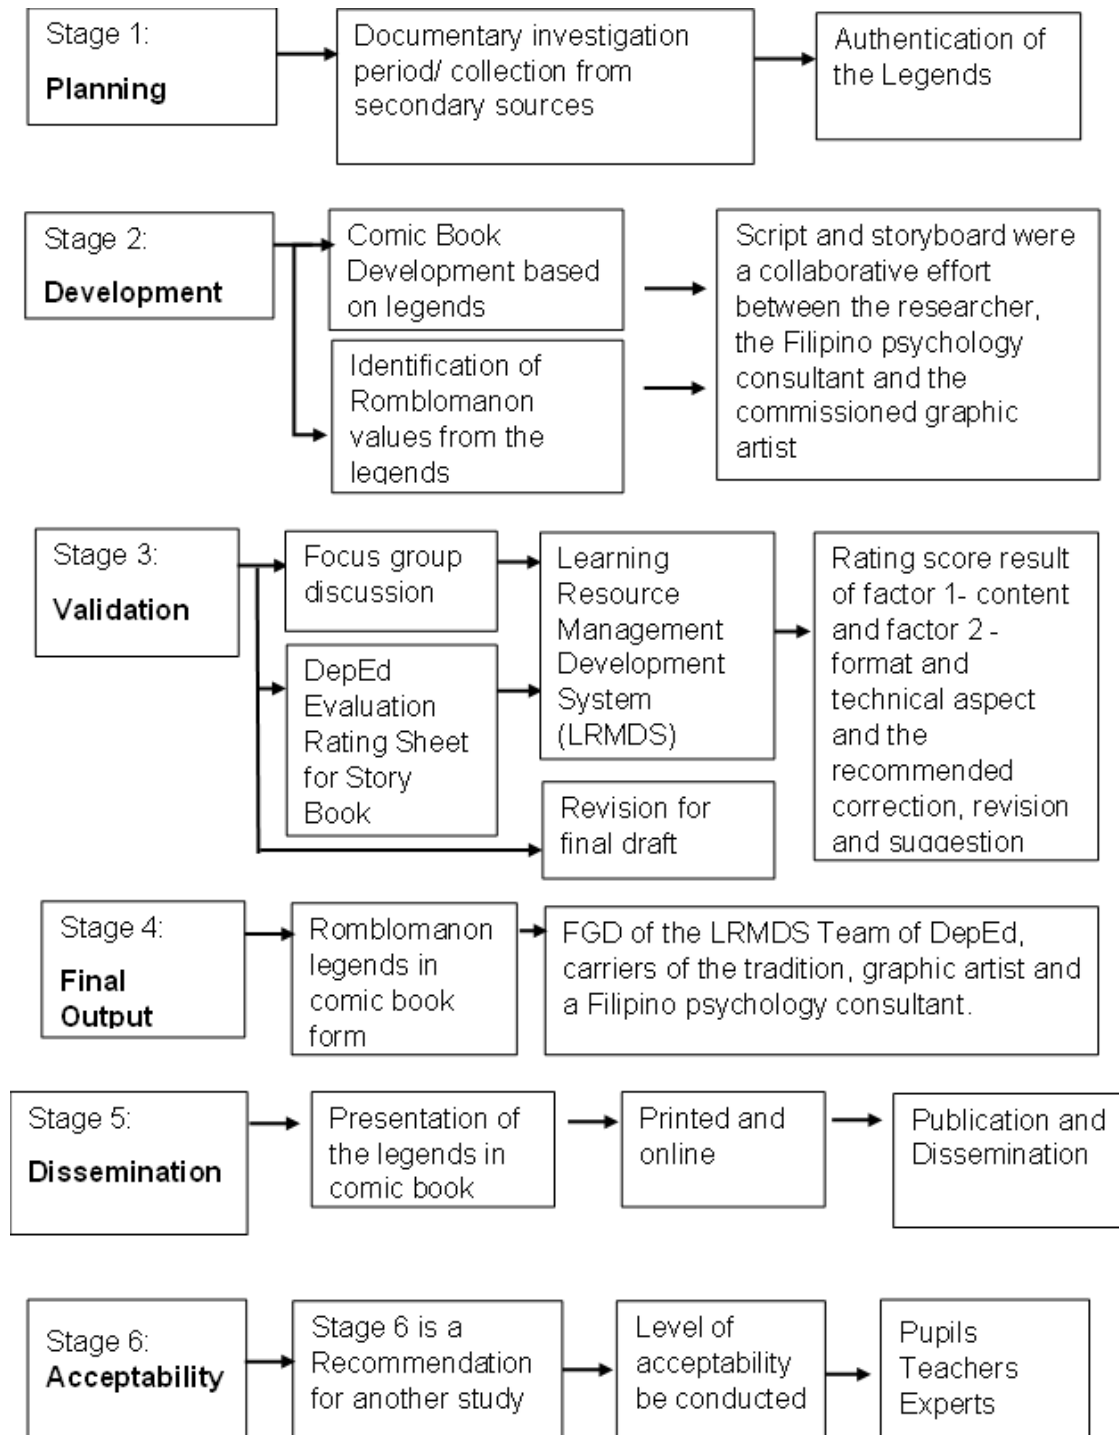 Stage 1:
Planning
Documentary investigation
period/ collection from
secondary sources
Authentication of
the Legends
Stage 2:
Development
Comic Book
Development based
on legends
Identification of
Romblomanon
values from the
legends
Script and storyboard were
a collaborative effort
between the researcher,
the Filipino psychology
consultant and the
commissioned graphic
artist
Stage 3:
Validation
Focus group
discussion
DepEd
Evaluation
Rating Sheet
for Story
Book
Learning
Resource
Management
Development
System
(LRMDS)
Revision for
final draft
Rating score result
of factor 1- content
and factor 2 -
format and
technical aspect
and the
recommended
correction, revision
and suggestion
Stage 4:
Final
Output
Romblomanon
legends in
comic book
form
FGD of the LRMDS Team of DepEd,
carriers of the tradition, graphic artist and
a Filipino psychology consultant.
Stage 5:
Dissemination
Presentation of
the legends in
comic book
Printed and
online
Publication and
Dissemination
Stage 6:
Acceptability
Stage 6 is a
Recommendation
for another study
Level of
acceptability
be conducted
Pupils
Teachers
Experts